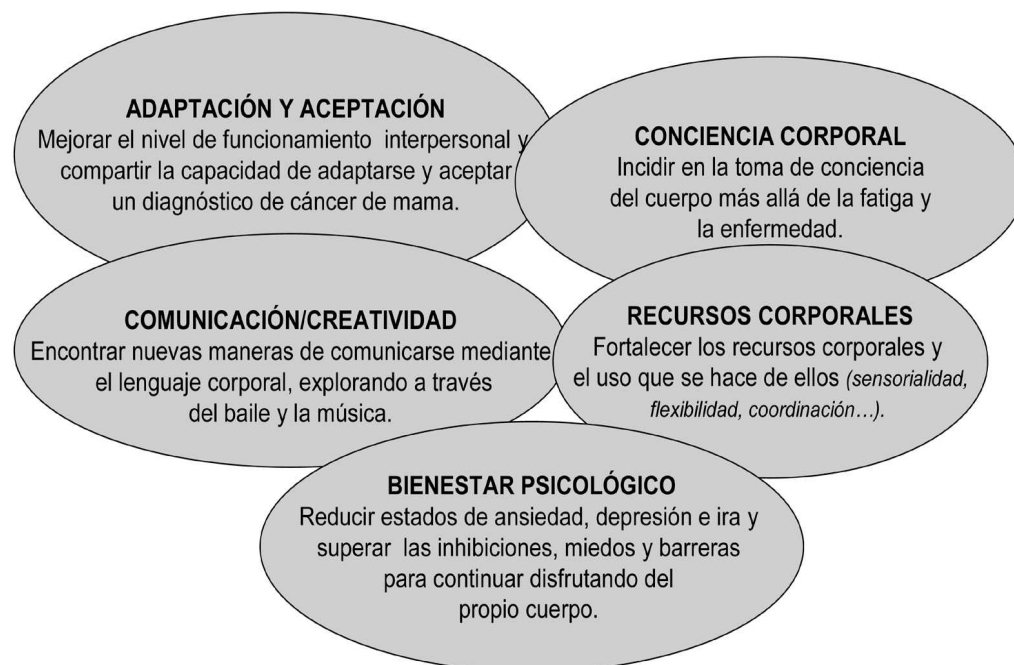 ADAPTACIÓN Y ACEPTACIÓN
Mejorar el nivel de funcionamiento interpersonal y
compartir la capacidad de adaptarse y aceptar
un diagnóstico de cáncer de mama.
CONCIENCIA CORPORAL
Incidir en la toma de conciencia
del cuerpo más allá de la fatiga y
la enfermedad.
COMUNICACIÓN/CREATIVIDAD
Encontrar nuevas maneras de comunicarse mediante
el lenguaje corporal, explorando a través
del baile y la música.
RECURSOS CORPORALES
Fortalecer los recursos corporales y
el uso que se hace de ellos (sensorialidad,
flexibilidad, coordinación…).
BIENESTAR PSICOLÓGICO
Reducir estados de ansiedad, depresión e ira y
superar las inhibiciones, miedos y barreras
para continuar disfrutando del
propio cuerpo.